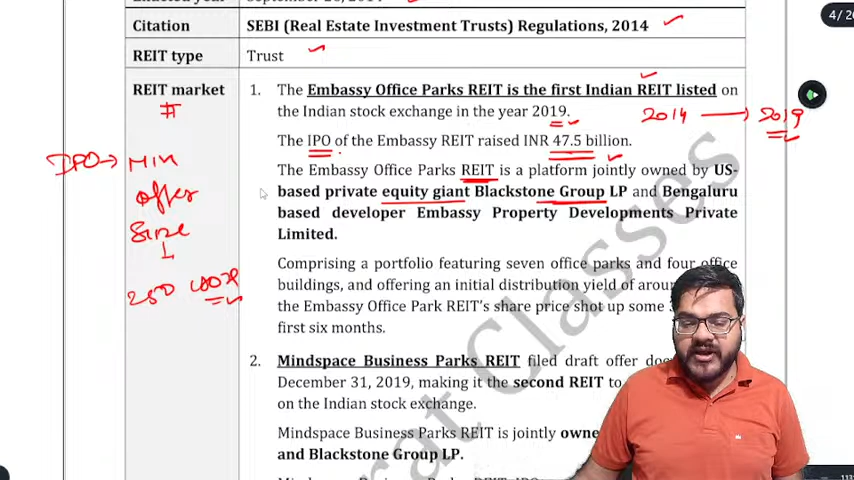 4/20
Citation
SEBI (Real Estate Investment Trusts) Regulations, 2014
REIT type
Trust
REIT market
1. The Embassy Office Parks REIT is the first Indian REIT listed on
the Indian stock exchange in the year 2019.
2014 → 2019
The IPO of the Embassy REIT raised INR 47.5 billion.
IPO → Min
offer
size
250 crore
The Embassy Office Parks REIT is a platform jointly owned by US-
based private equity giant Blackstone Group LP and Bengaluru
based developer Embassy Property Developments Private
Limited.
Comprising a portfolio featuring seven office parks and four office
buildings, and offering an initial distribution yield of
the Embassy Office Park REIT's share price shot up some
first six months.
2. Mindspace Business Parks REIT filed draft offer
December 31, 2019, making it the second REIT to
on the Indian stock exchange.
Mindspace Business Parks REIT is jointly
and Blackstone Group LP.
rat Classes